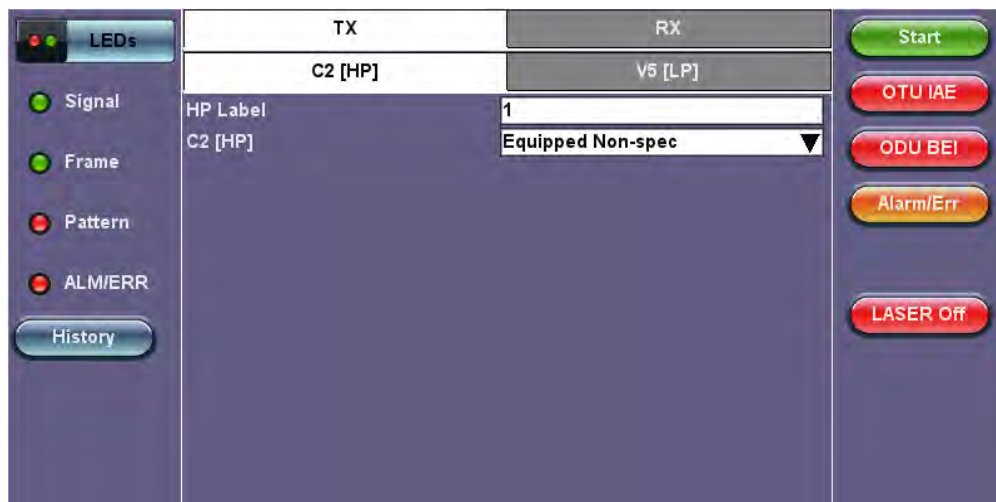 LEDs
Signal
Frame
Pattern
ALM/ERR
History
TX
RX
C2 [HP]
V5 [LP]
HP Label
1
C2 [HP]
Equipped Non-spec
Start
OTU IAE
ODU BEI
Alarm/Err
LASER Off